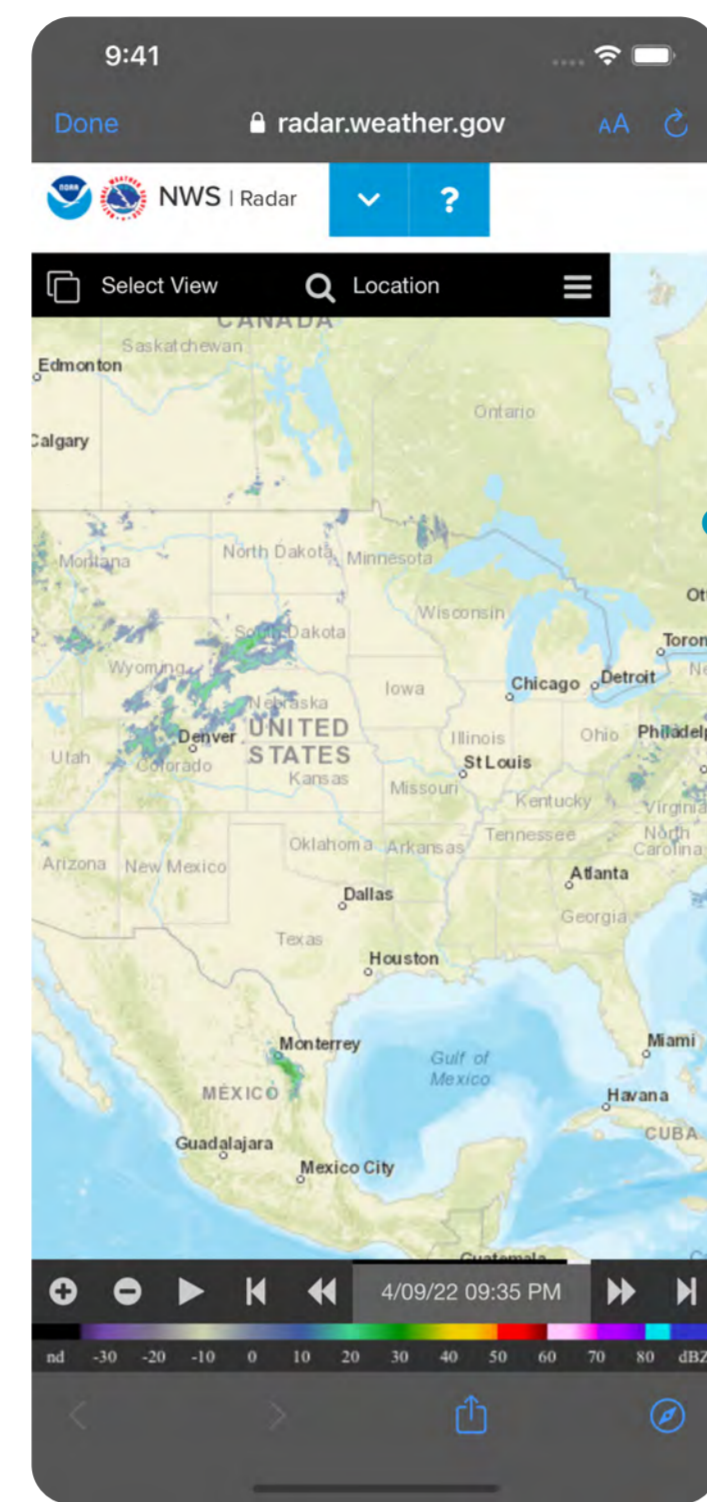 9:41
Done radar.weather.gov AA
NWS | Radar ?
Select View Location
CANADA
Saskatchewan
Edmonton
Ontario
Calgary
Montana North Dakota Minnesota
Ott
Wisconsin
South Dakota
Toron
Wyoming
Chicago Detroit Ne
Iowa
Nebraska
Denver UNITED STATES Illinois Ohio Philadelp
Utah Colorado St Louis
Kansas
Missouri
Kentucky Virginia
Oklahoma Arkansas Tennessee North Carolina
Arizona New Mexico
Atlanta
Dallas
Georgia
Texas
Houston
Monterrey
Miami
Gulf of
Mexico
MÉXICO
Havana
CUBA
Guadalajara
Mexico City
Guatemala
4/09/22 09:35 PM
nd -30 -20 -10 0 10 20 30 40 50 60 70 80 dBZ